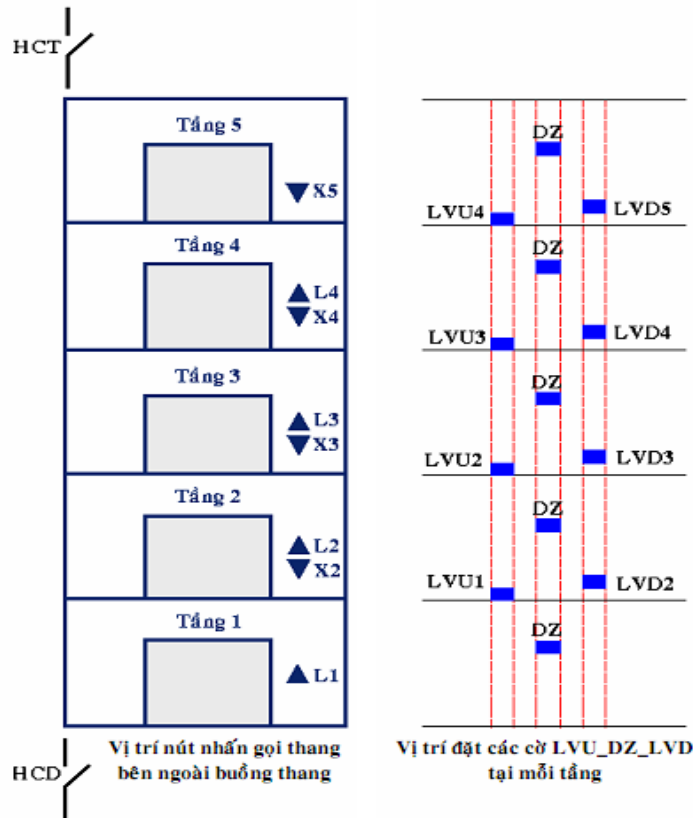 HCT
Tầng 5
X5
Tầng 4
L4
X4
Tầng 3
L3
X3
Tầng 2
L2
X2
Tầng 1
L1
HCD
Vị trí nút nhấn gọi thang
bên ngoài buồng thang
DZ
LVU4
LVD5
DZ
LVU3
LVD4
DZ
LVU2
LVD3
DZ
LVU1
LVD2
DZ
Vị trí đặt các cờ LVU_DZ_LVD
tại mỗi tầng